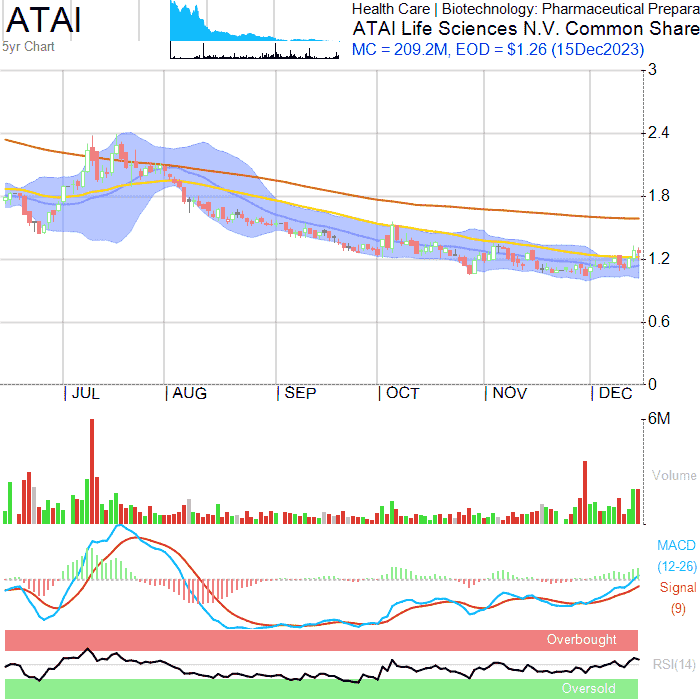 ATAI
5yr Chart
Health Care | Biotechnology: Pharmaceutical Prepara
ATAI Life Sciences N.V. Common Share
MC = 209.2M, EOD = $1.26 (15Dec2023)
3
2.4
1.8
1.2
0.6
0
JUL AUG SEP OCT NOV DEC
6M
Volume
MACD
(12-26)
Signal
(9)
Overbought
RSI(14)
Oversold